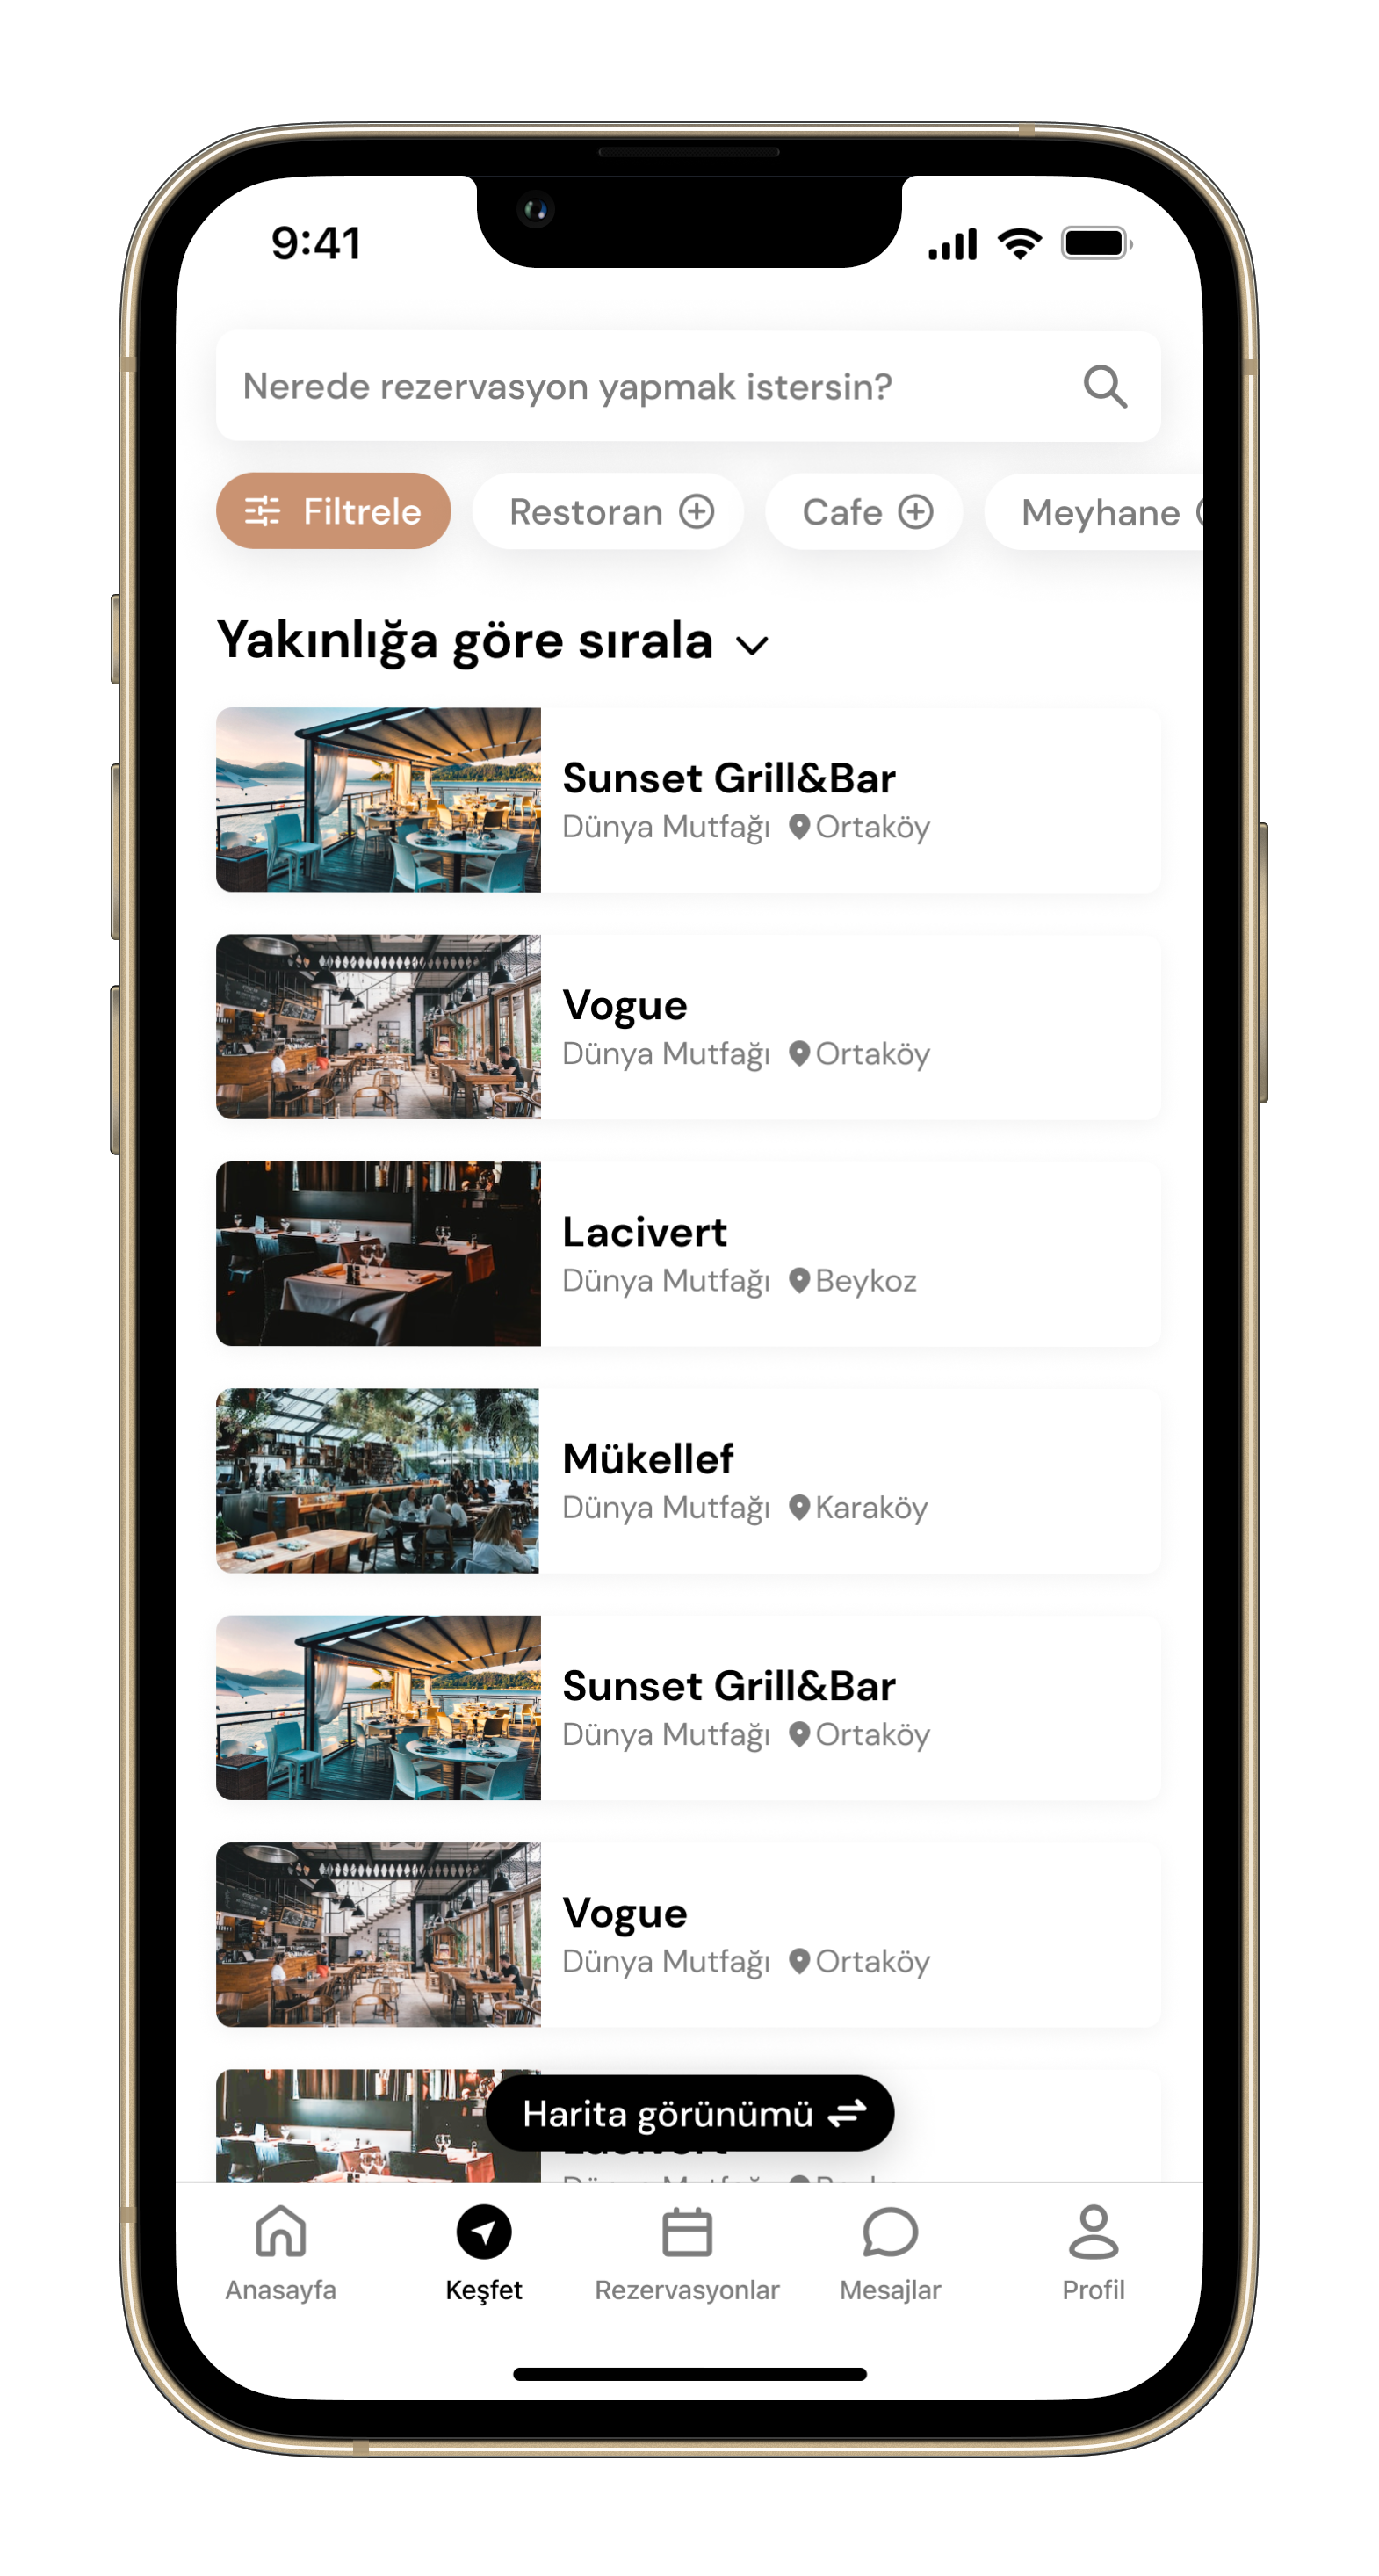 9:41
Nerede rezervasyon yapmak istersin?
Filtrele Restoran Cafe Meyhane
Yakınlığa göre sırala
Sunset Grill&Bar
Dünya Mutfağı Ortaköy
Vogue
Dünya Mutfağı Ortaköy
Lacivert
Dünya Mutfağı Beykoz
Mükellef
Dünya Mutfağı Karaköy
Sunset Grill&Bar
Dünya Mutfağı Ortaköy
Vogue
Dünya Mutfağı Ortaköy
Harita görünümü
Anasayfa Keşfet Rezervasyonlar Mesajlar Profil